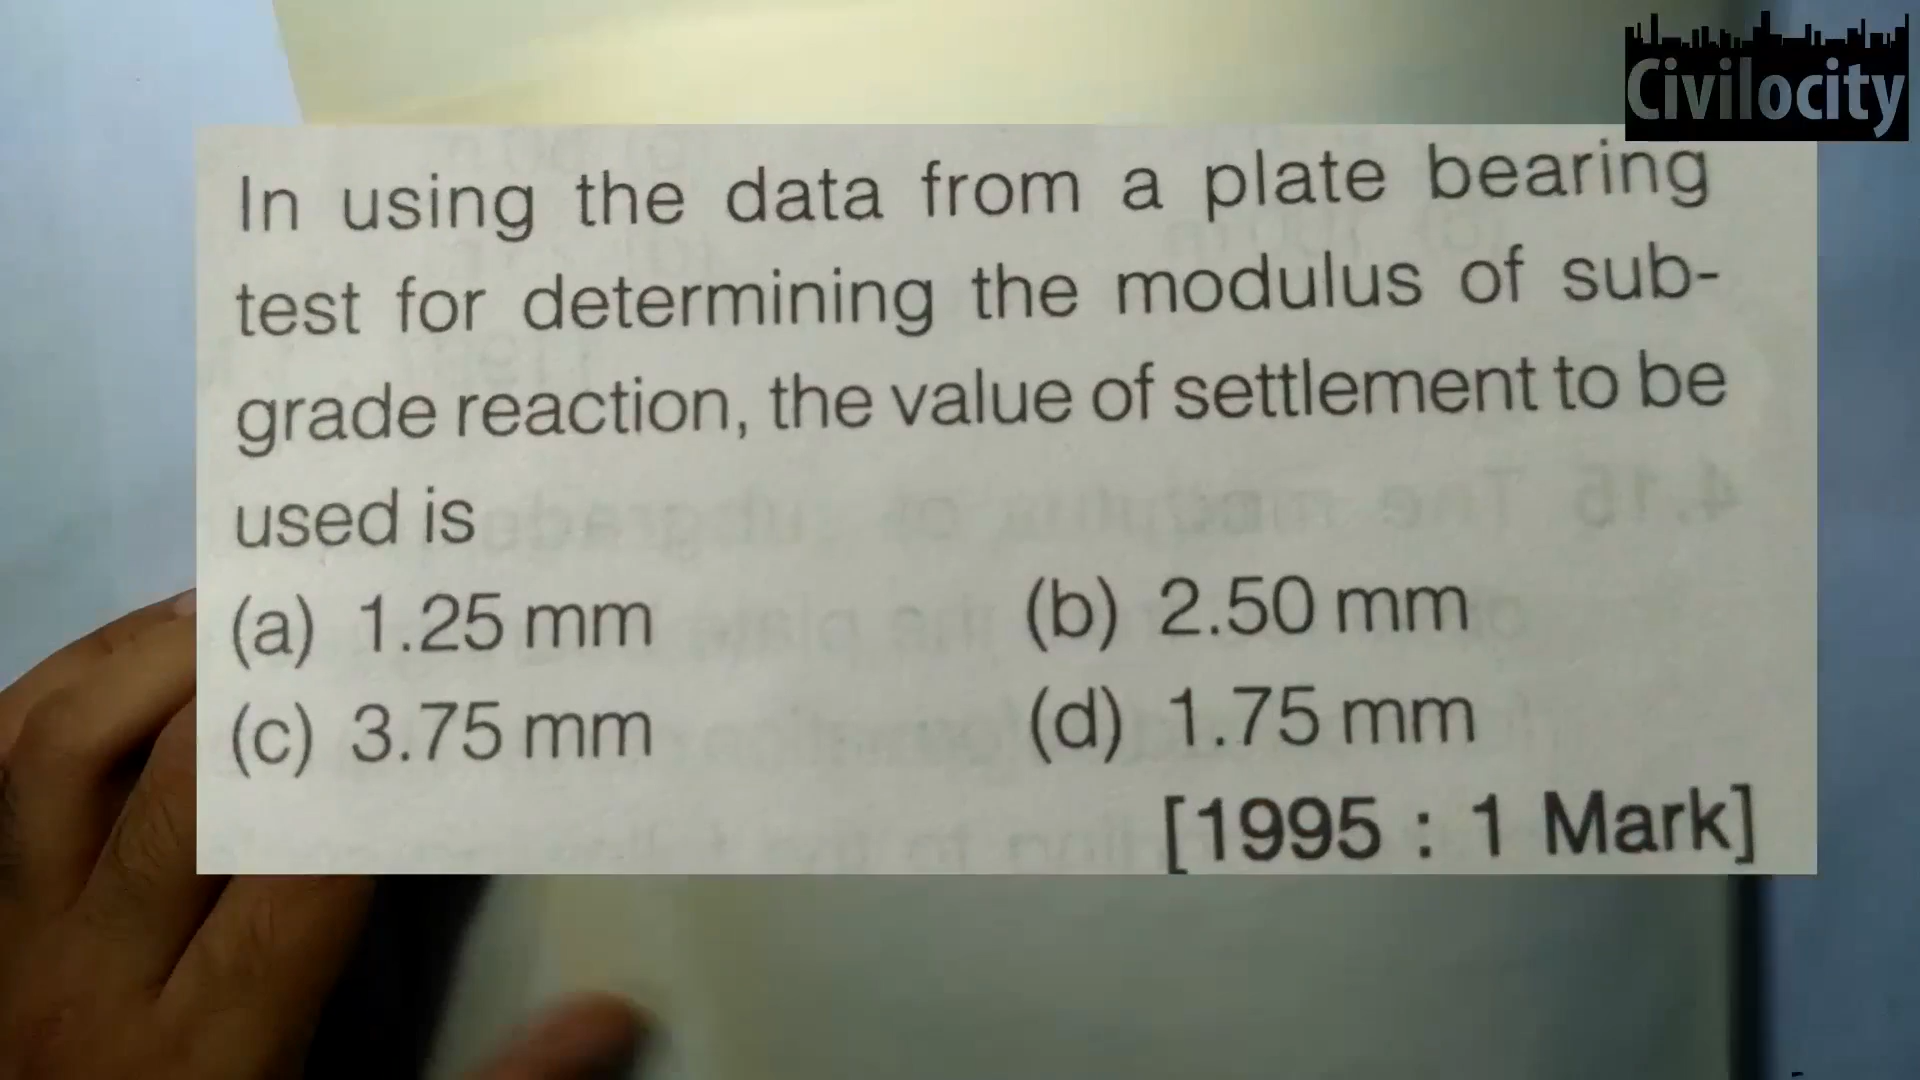 Civilocity
In using the data from a plate bearing
test for determining the modulus of sub-
grade reaction, the value of settlement to be
used is
(a) 1.25 mm
(b) 2.50 mm
(c) 3.75 mm
(d) 1.75 mm
[1995 : 1 Mark]